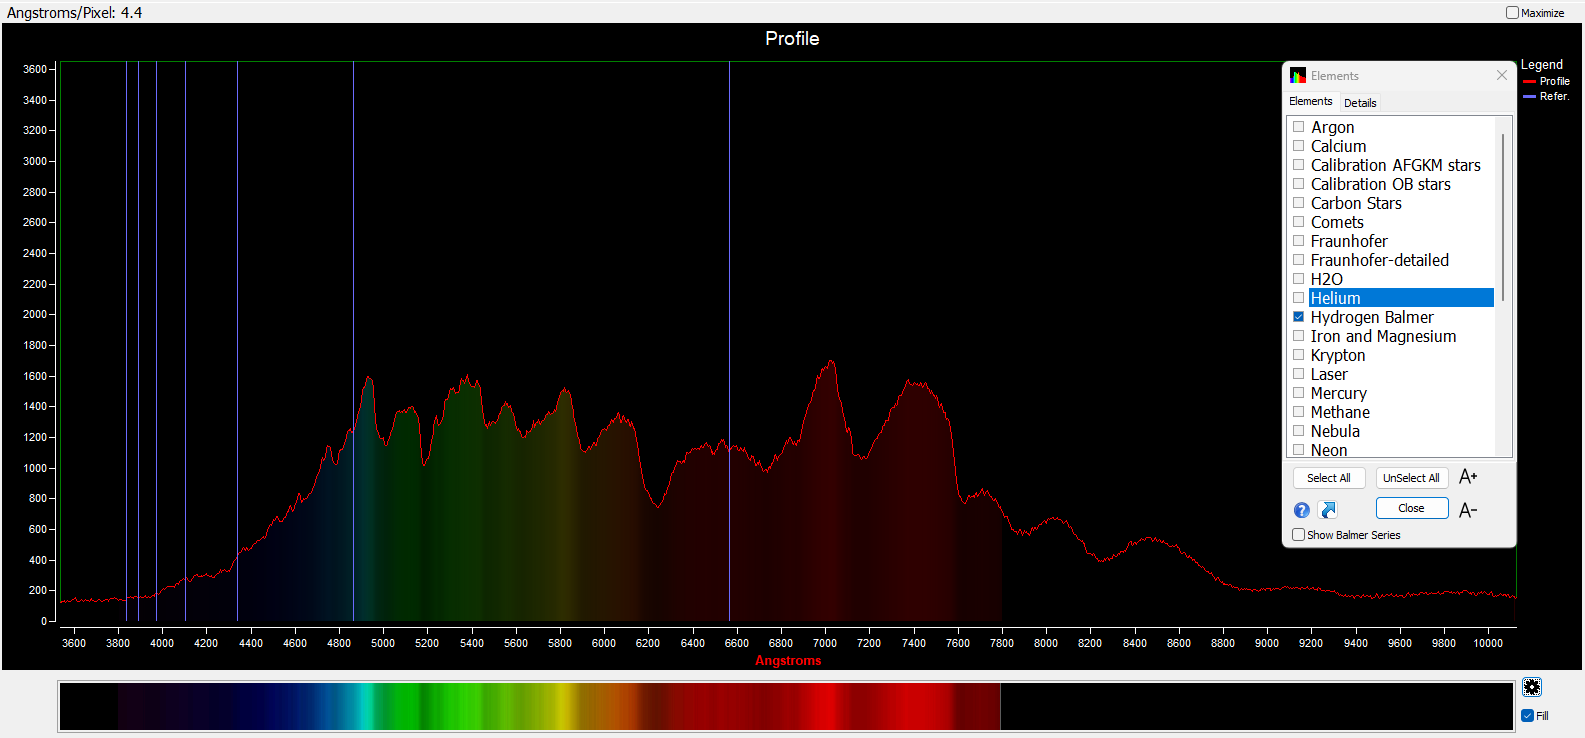 Angstroms/Pixel: 4.4
Maximize
Profile
Legend
Profile
Refer.
3600
3400
3200
3000
2800
2600
2400
2200
2000
1800
1600
1400
1200
1000
800
600
400
200
0
3600 3800 4000 4200 4400 4600 4800 5000 5200 5400 5600 5800 6000 6200 6400 6600 6800 7000 7200 7400 7600 7800 8000 8200 8400 8600 8800 9000 9200 9400 9600 9800 10000
Angstroms
Elements
Elements Details
Argon
Calcium
Calibration AFGKM stars
Calibration OB stars
Carbon Stars
Comets
Fraunhofer
Fraunhofer-detailed
H2O
Helium
Hydrogen Balmer
Iron and Magnesium
Krypton
Laser
Mercury
Methane
Nebula
Neon
Select All UnSelect All A+
? Close A-
Show Balmer Series
Fill